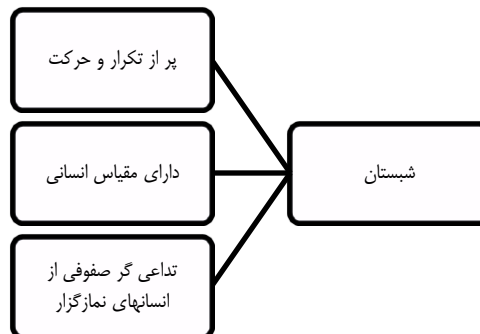 شبستان
پر از تکرار و حرکت
دارای مقیاس انسانی
تداعی گر صفوفی از
انسانهای نمازگزار